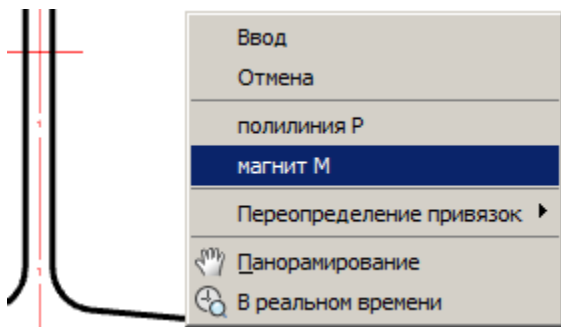 Ввод
Отмена
полилиния Р
магнит М
Переопределение привязок
Панорамирование
В реальном времени